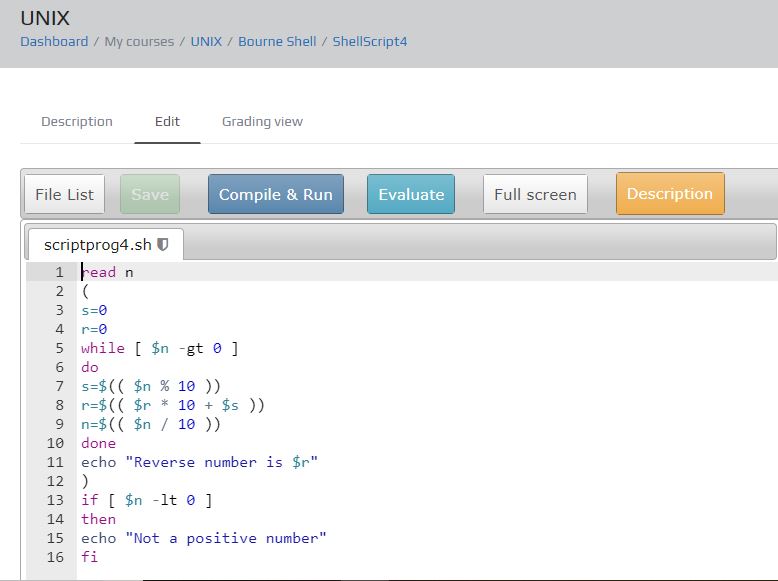 UNIX
Dashboard / My courses / UNIX / Bourne Shell / ShellScript4
Description Edit Grading view
File List Save Compile & Run Evaluate Full screen Description
scriptprog4.sh
1 read n
2 (
3 s=0
4 r=0
5 while [ $n -gt 0 ]
6 do
7 s=$(( $n % 10 ))
8 r=$(( $r * 10 + $s ))
9 n=$(( $n / 10 ))
10 done
11 echo "Reverse number is $r"
12 )
13 if [ $n -lt 0 ]
14 then
15 echo "Not a positive number"
16 fi